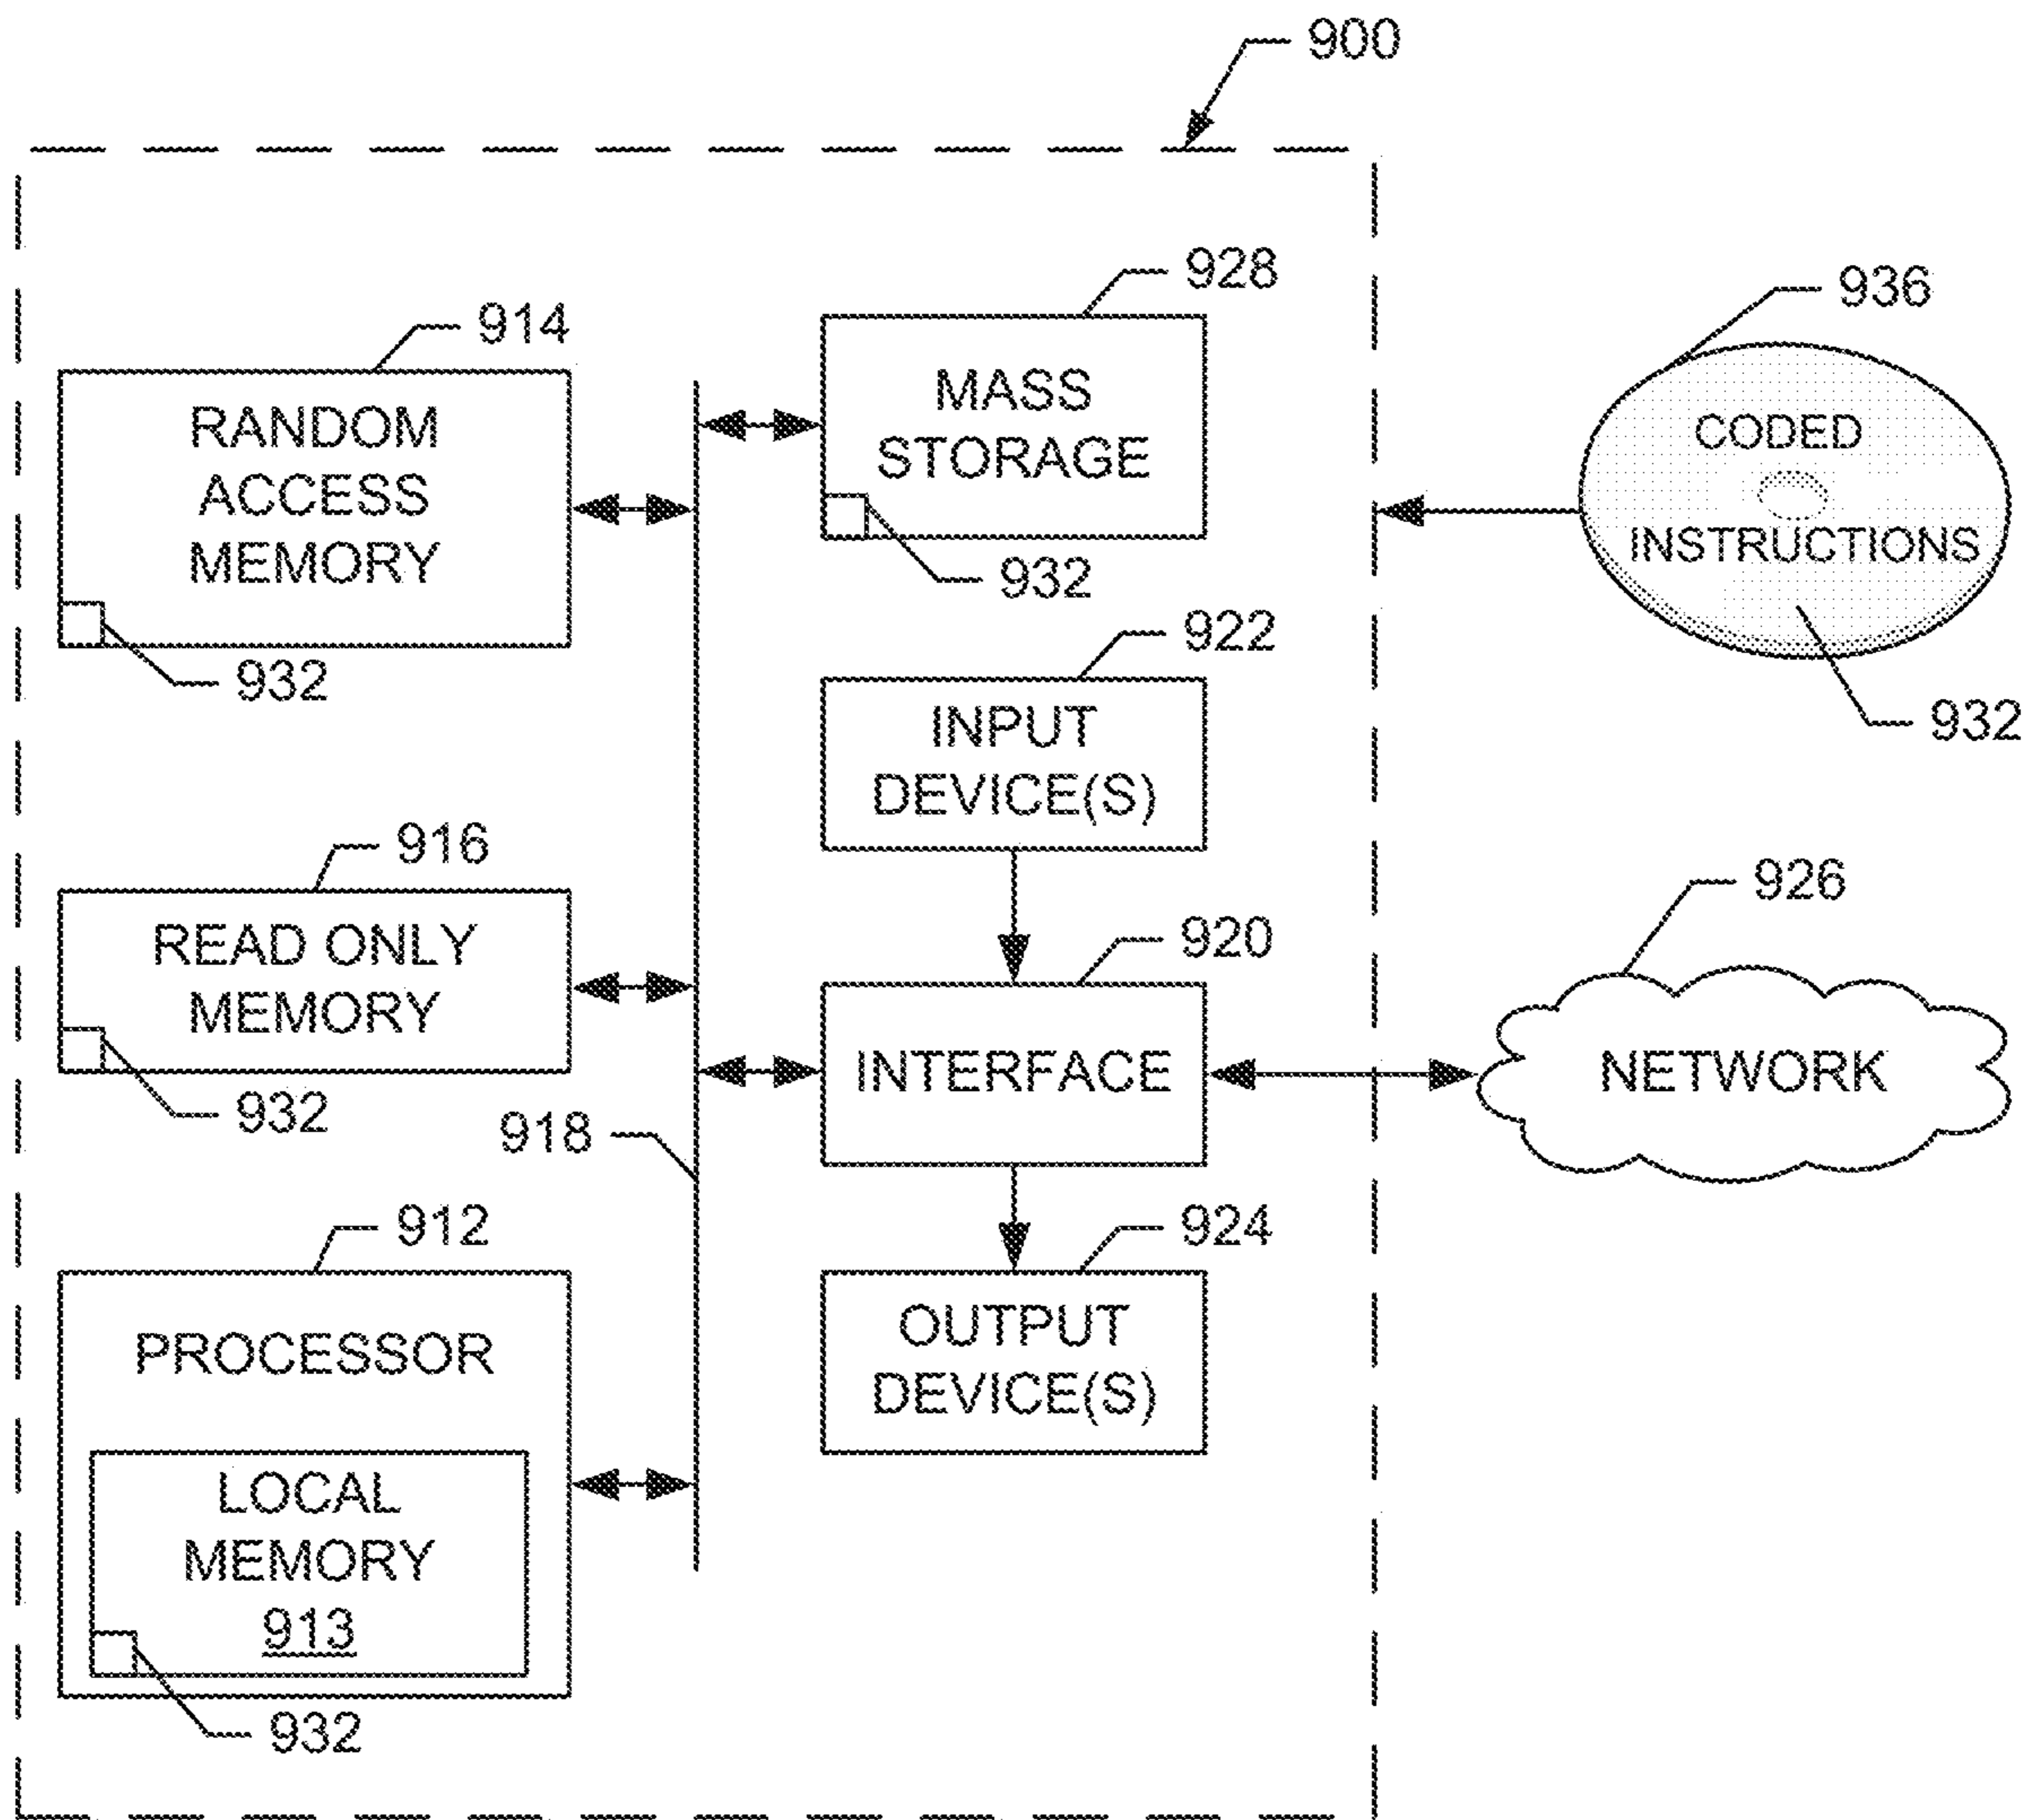 900
928
MASS
STORAGE
932
914
RANDOM
ACCESS
MEMORY
932
936
CODED
INSTRUCTIONS
932
922
INPUT
DEVICE(S)
916
READ ONLY
MEMORY
932
920
INTERFACE
926
NETWORK
918
912
PROCESSOR
LOCAL
MEMORY
913
932
924
OUTPUT
DEVICE(S)